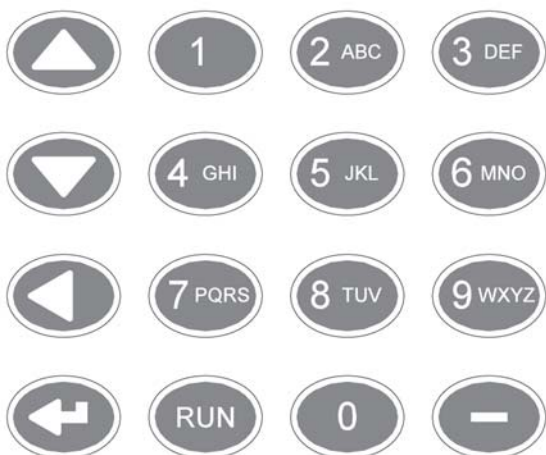 1 2 ABC 3 DEF
4 GHI 5 JKL 6 MNO
7 PQRS 8 TUV 9 WXYZ
RUN 0 –